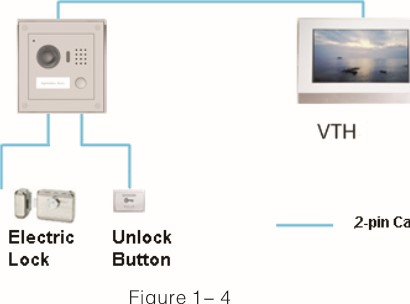 VTH
2-pin Ca
Electric
Lock
Unlock
Button
Figure 1– 4